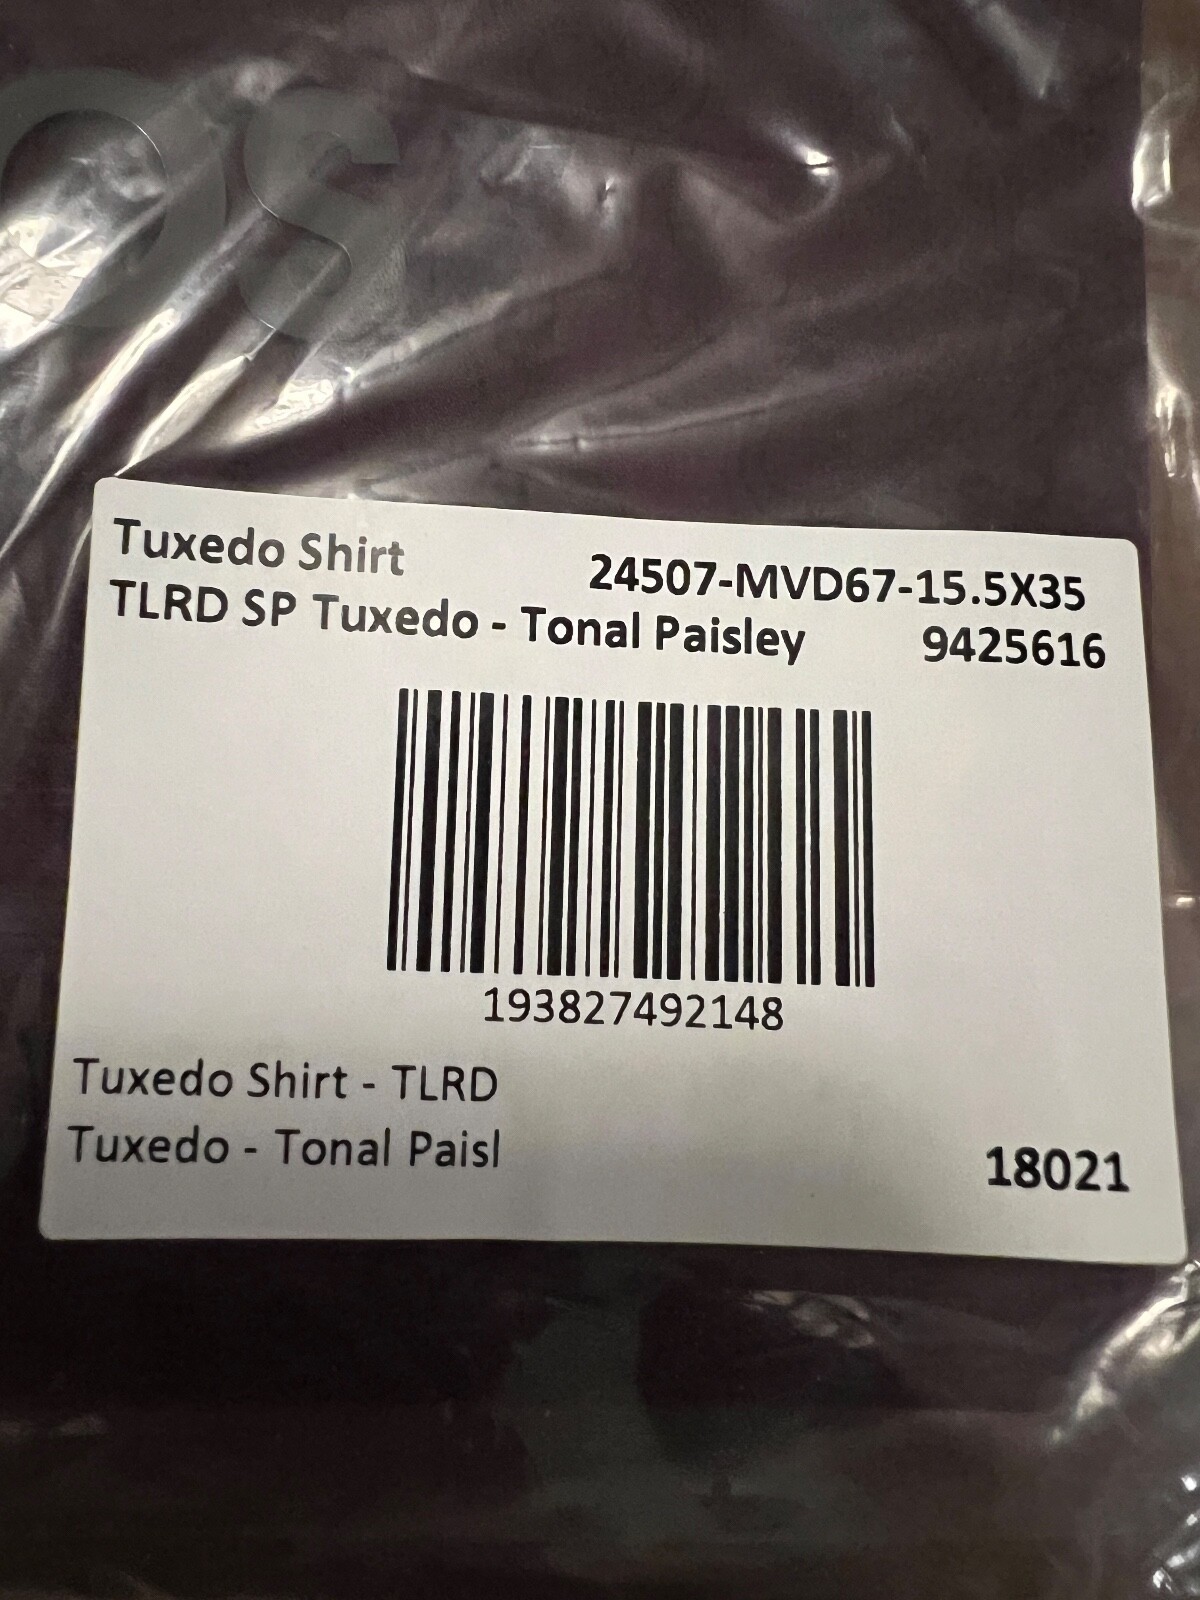 OS
Tuxedo Shirt 24507-MVD67-15.5X35
TLRD SP Tuxedo - Tonal Paisley 9425616
193827492148
Tuxedo Shirt - TLRD
Tuxedo - Tonal Paisl 18021